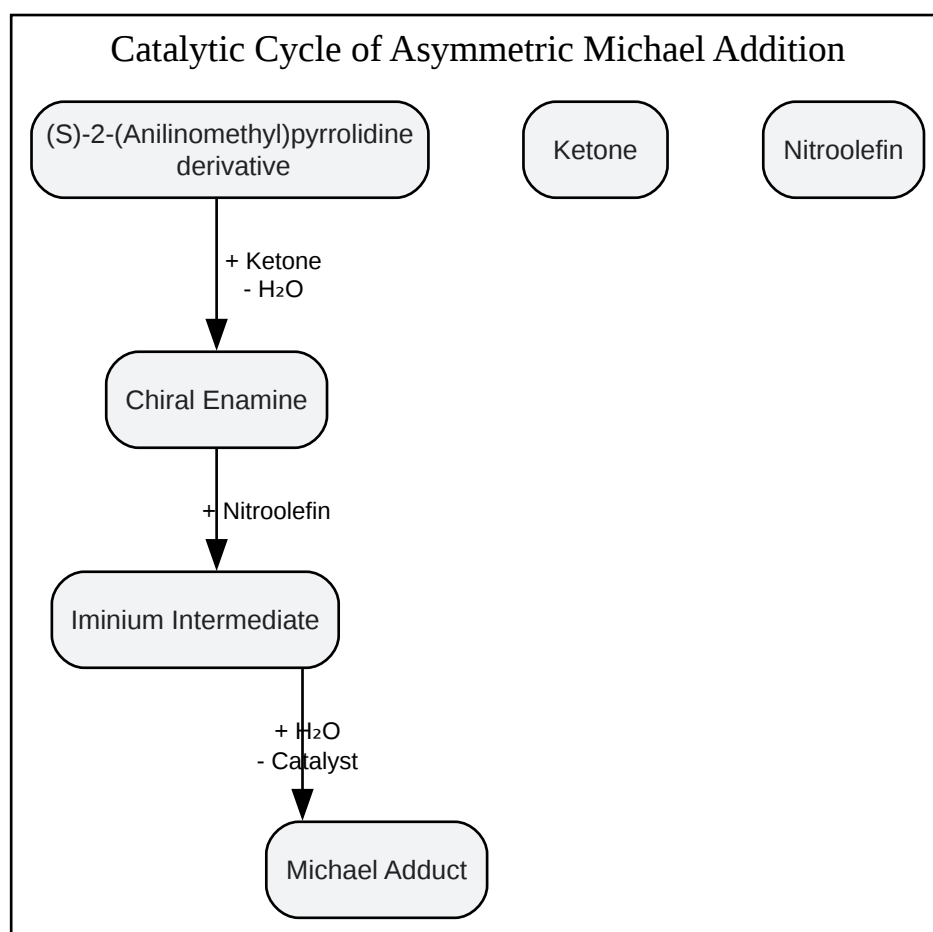 Catalytic Cycle of Asymmetric Michael Addition
(S)-2-(Anilinomethyl)pyrrolidine
derivative
Ketone
Nitroolefin
+ Ketone
- H₂O
Chiral Enamine
+ Nitroolefin
Iminium Intermediate
+ H₂O
- Catalyst
Michael Adduct